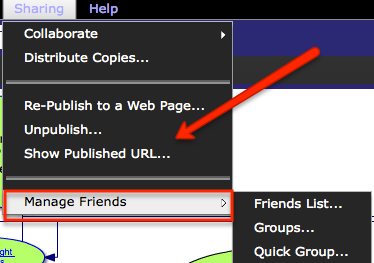 Sharing Help
Collaborate
Distribute Copies...
Re-Publish to a Web Page...
Unpublish...
Show Published URL...
Manage Friends
Friends List...
Groups...
Quick Group...
ght